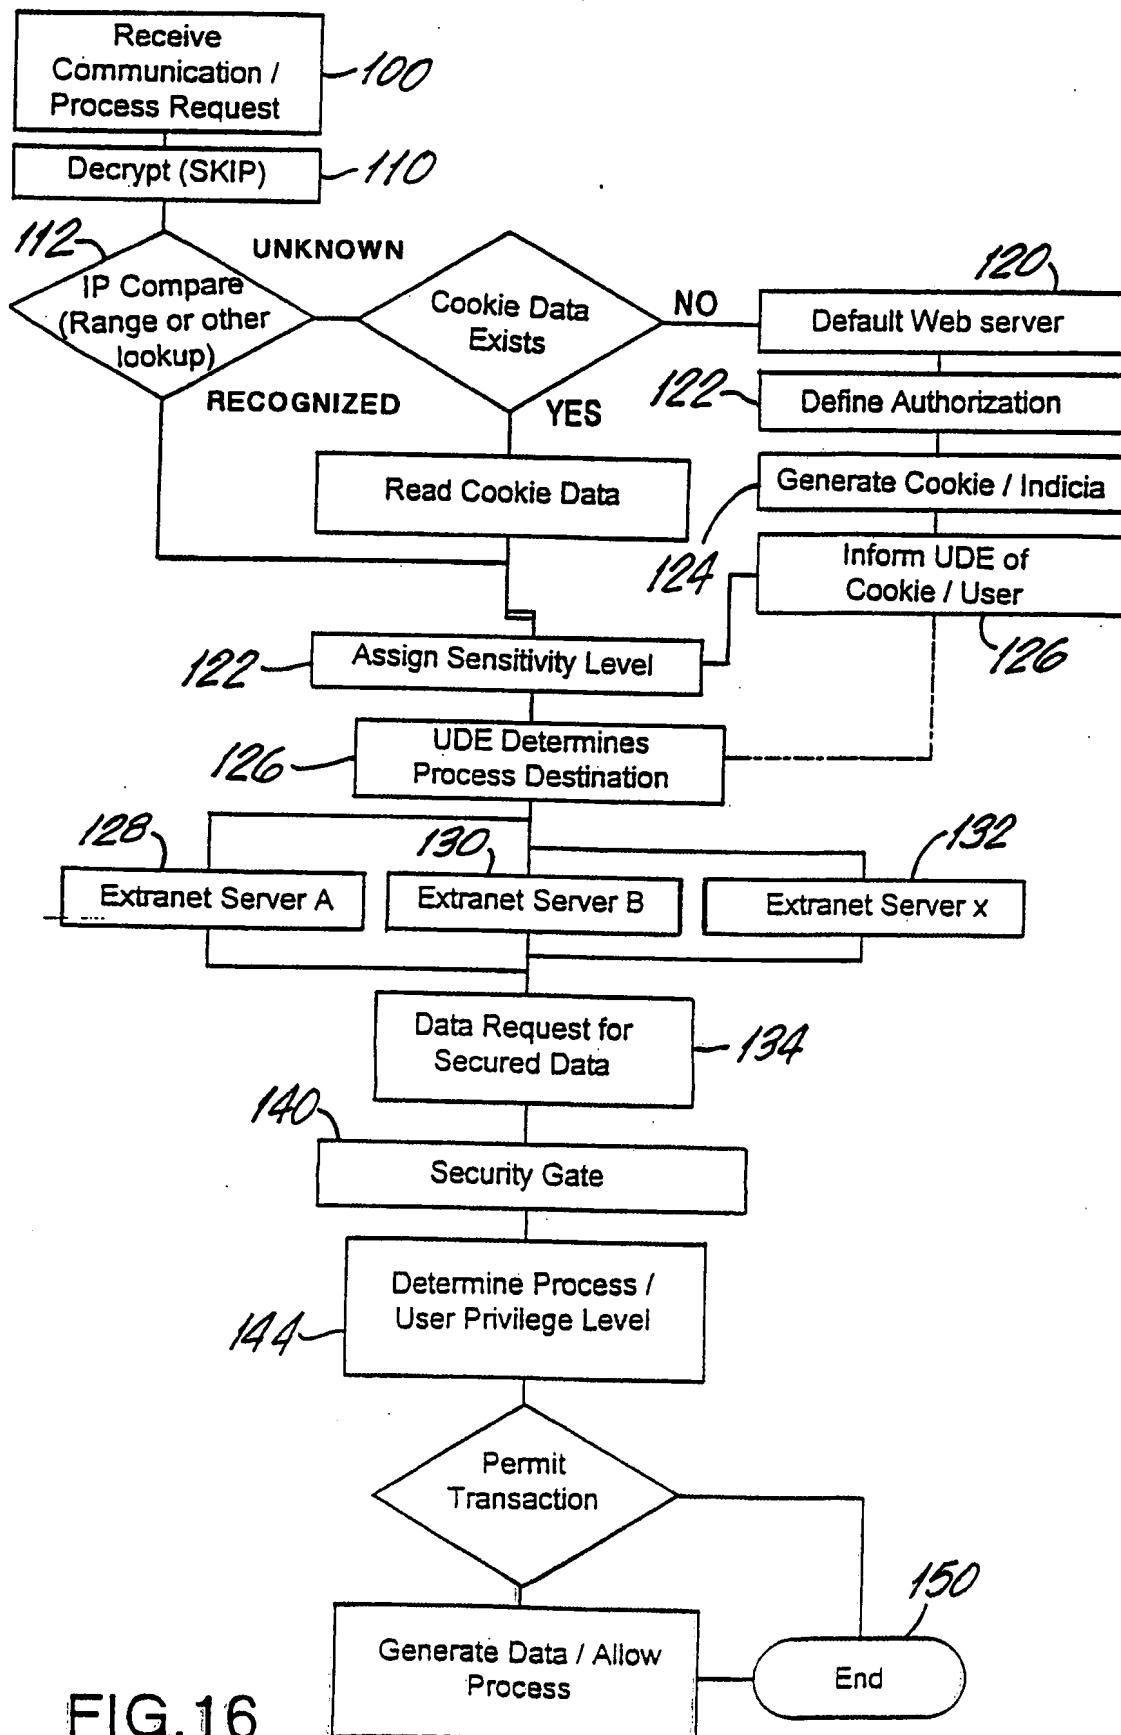 Receive
Communication /
Process Request
100
Decrypt (SKIP)
110
112
IP Compare
(Range or other
lookup)
UNKNOWN
RECOGNIZED
Cookie Data
Exists
NO
YES
120
Default Web server
122
Define Authorization
Read Cookie Data
Generate Cookie / Indicia
124
Inform UDE of
Cookie / User
126
122
Assign Sensitivity Level
126
UDE Determines
Process Destination
128
130
132
Extranet Server A
Extranet Server B
Extranet Server x
Data Request for
Secured Data
134
140
Security Gate
Determine Process /
User Privilege Level
144
Permit
Transaction
150
Generate Data / Allow
Process
End
FIG.16